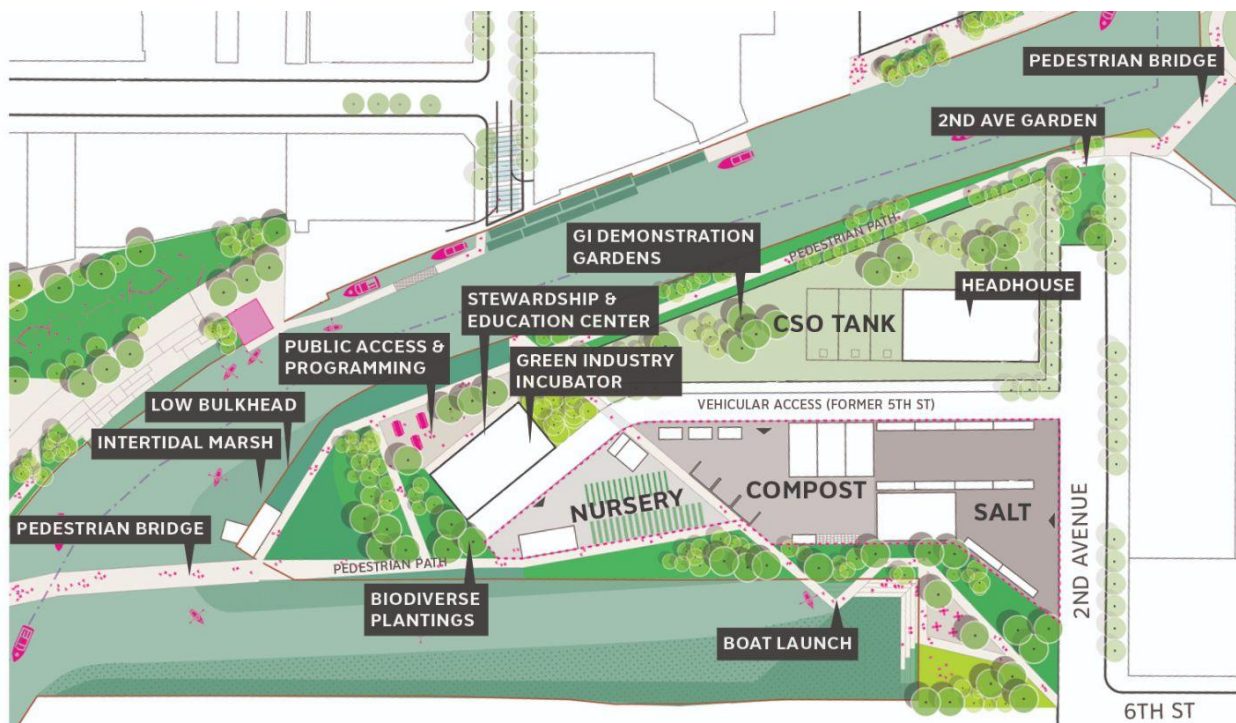 PEDESTRIAN BRIDGE
2ND AVE GARDEN
GI DEMONSTRATION
GARDENS
PEDESTRIAN PATH
HEADHOUSE
STEWARDSHIP &
EDUCATION CENTER
CSO TANK
PUBLIC ACCESS &
PROGRAMMING
GREEN INDUSTRY
INCUBATOR
LOW BULKHEAD
VEHICULAR ACCESS (FORMER 5TH ST)
INTERTIDAL MARSH
NURSERY
COMPOST
SALT
PEDESTRIAN BRIDGE
PEDESTRIAN PATH
2ND AVENUE
BIODIVERSE
PLANTINGS
BOAT LAUNCH
6TH ST